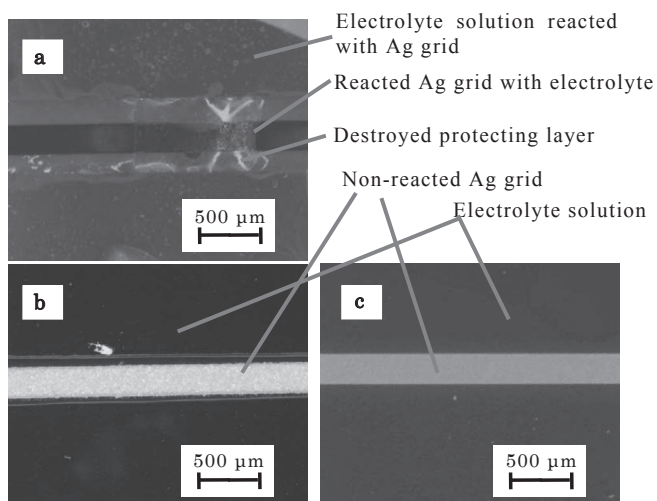 Electrolyte solution reacted
with Ag grid
a
Reacted Ag grid with electrolyte
Destroyed protecting layer
Non-reacted Ag grid
500 µm
Electrolyte solution
b
c
500 µm
500 µm